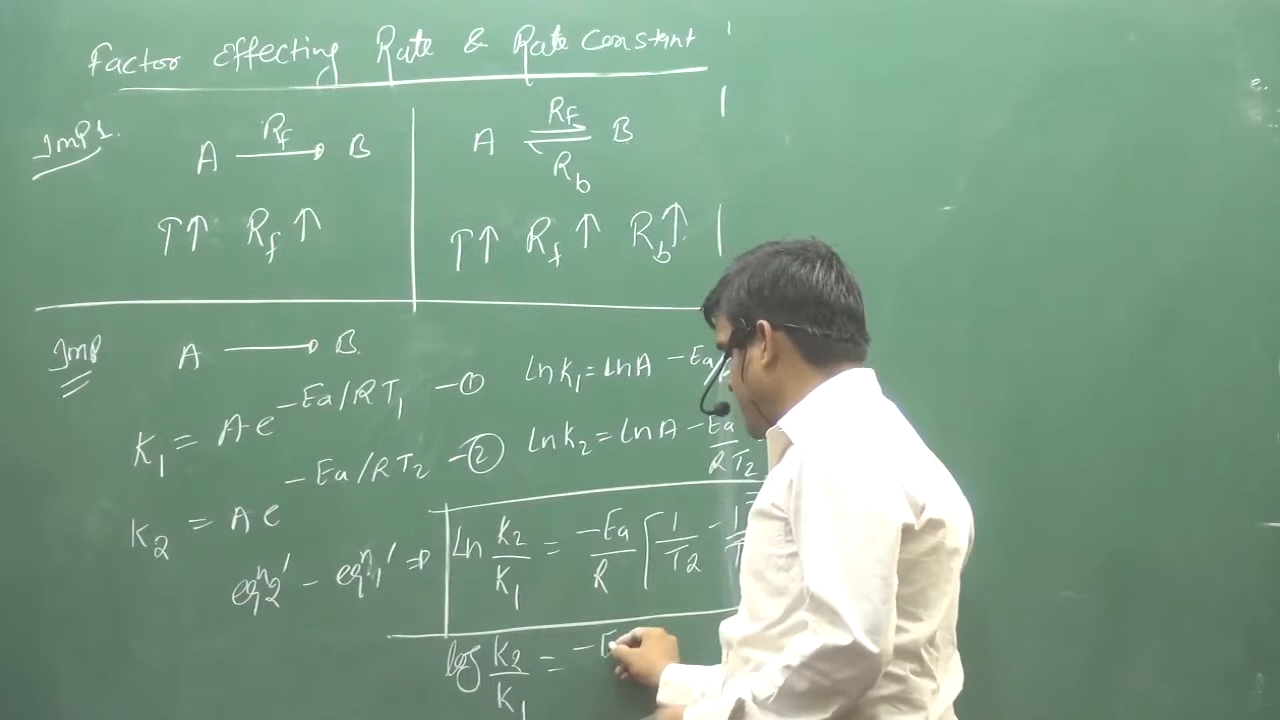 Factor Effecting Rate & Rate Constant
Imp 1.
A Rf → B
A Rf ⇌ Rb B
T↑ Rf ↑
T↑ Rf ↑ Rb↑
Imp
A → B
K₁ = A e^-Ea/RT₁ -①
ln K₁ = ln A - Ea/
K₂ = A e^-Ea/RT₂ -②
ln K₂ = ln A - Ea/RT₂
eqⁿ2' - eqⁿ1' ⇒ ln K₂/K₁ = -Ea/R [1/T₂ - 1/T
log K₂/K₁ = -E
e.